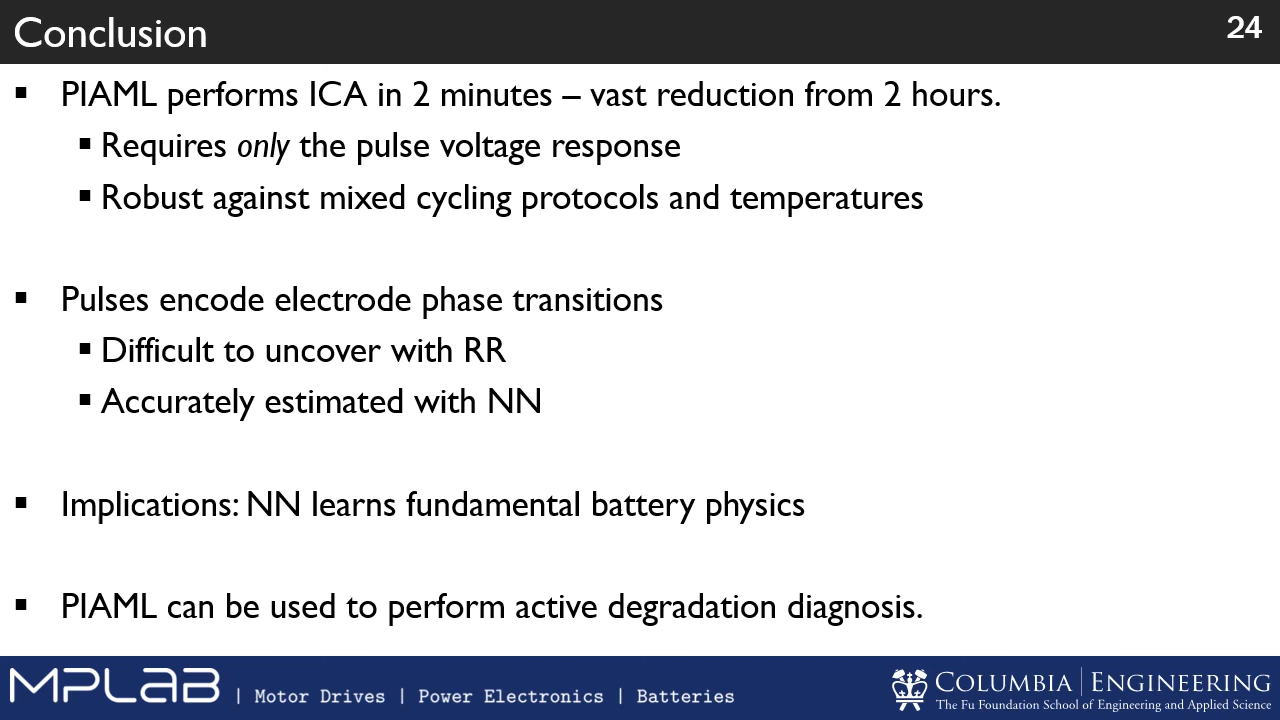 Conclusion
24
▪ PIAML performs ICA in 2 minutes – vast reduction from 2 hours.
▪ Requires only the pulse voltage response
▪ Robust against mixed cycling protocols and temperatures
▪ Pulses encode electrode phase transitions
▪ Difficult to uncover with RR
▪ Accurately estimated with NN
▪ Implications: NN learns fundamental battery physics
▪ PIAML can be used to perform active degradation diagnosis.
MPLAB | Motor Drives | Power Electronics | Batteries
COLUMBIA | ENGINEERING
The Fu Foundation School of Engineering and Applied Science